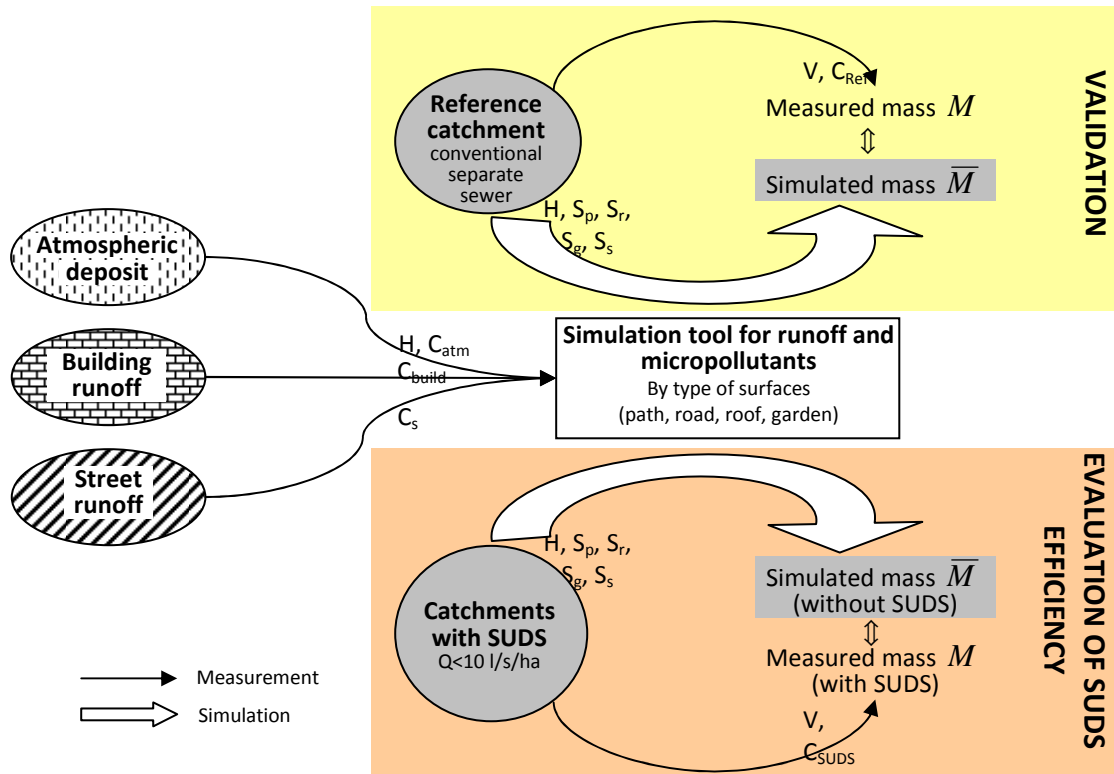 V, C_Ref
Measured mass M
⇕
Simulated mass M̅
VALIDATION
Reference
catchment
conventional
separate
sewer
H, S_p, S_r,
S_g, S_s
Atmospheric
deposit
Building
runoff
Street
runoff
H, C_atm
C_build
C_s
Simulation tool for runoff and
micropollutants
By type of surfaces
(path, road, roof, garden)
H, S_p, S_r,
S_g, S_s
Catchments
with SUDS
Q<10 l/s/ha
Simulated mass M̅
(without SUDS)
⇕
Measured mass M
(with SUDS)
V,
C_SUDS
EVALUATION OF SUDS
EFFICIENCY
Measurement
Simulation